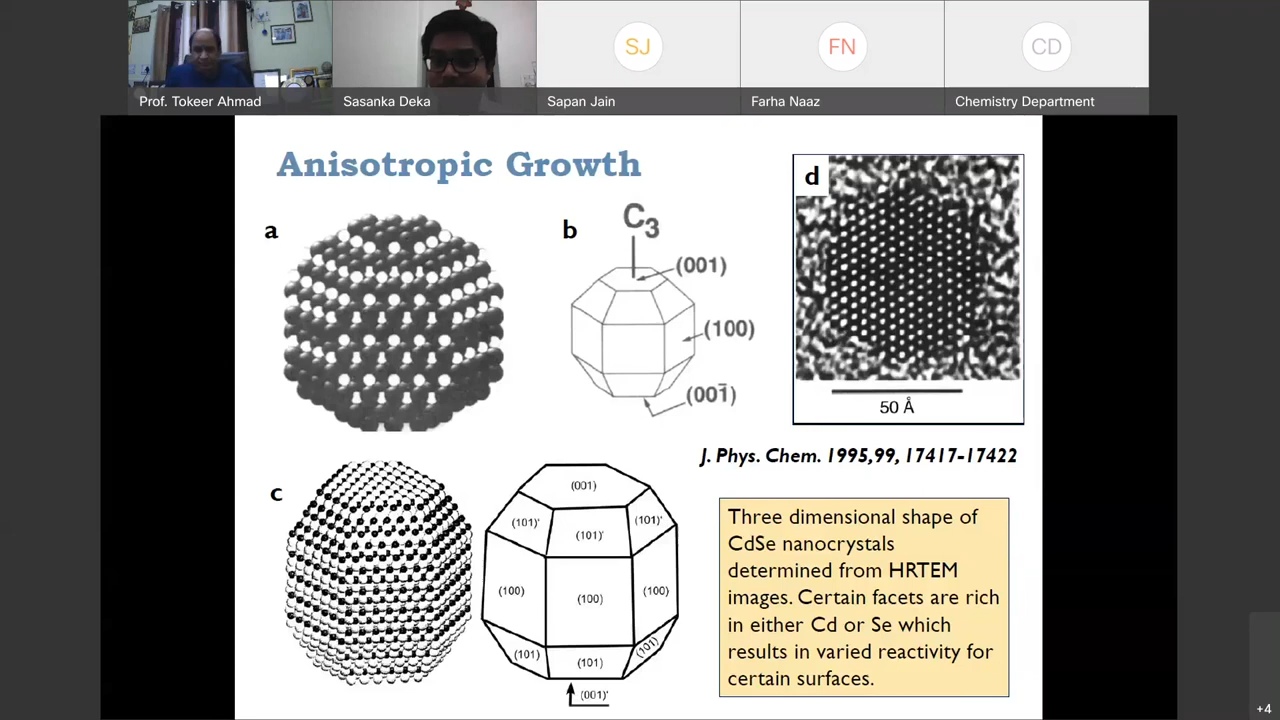 SJ
FN
CD
Prof. Tokeer Ahmad
Sasanka Deka
Sapan Jain
Farha Naaz
Chemistry Department
Anisotropic Growth
a
b
C3
(001)
(100)
(001̄)
d
50 Å
J. Phys. Chem. 1995,99, 17417-17422
c
(001)
(101)'
(101)'
(101)'
(100)
(100)
(100)
(101)
(101)
(101)
(001)'
Three dimensional shape of
CdSe nanocrystals
determined from HRTEM
images. Certain facets are rich
in either Cd or Se which
results in varied reactivity for
certain surfaces.
+4